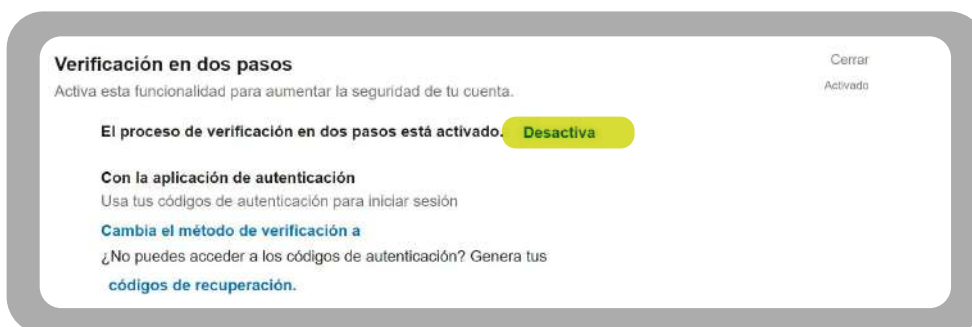 Verificación en dos pasos
Cerrar
Activa esta funcionalidad para aumentar la seguridad de tu cuenta.
Activado
El proceso de verificación en dos pasos está activado. Desactiva
Con la aplicación de autenticación
Usa tus códigos de autenticación para iniciar sesión
Cambia el método de verificación a
¿No puedes acceder a los códigos de autenticación? Genera tus
códigos de recuperación.